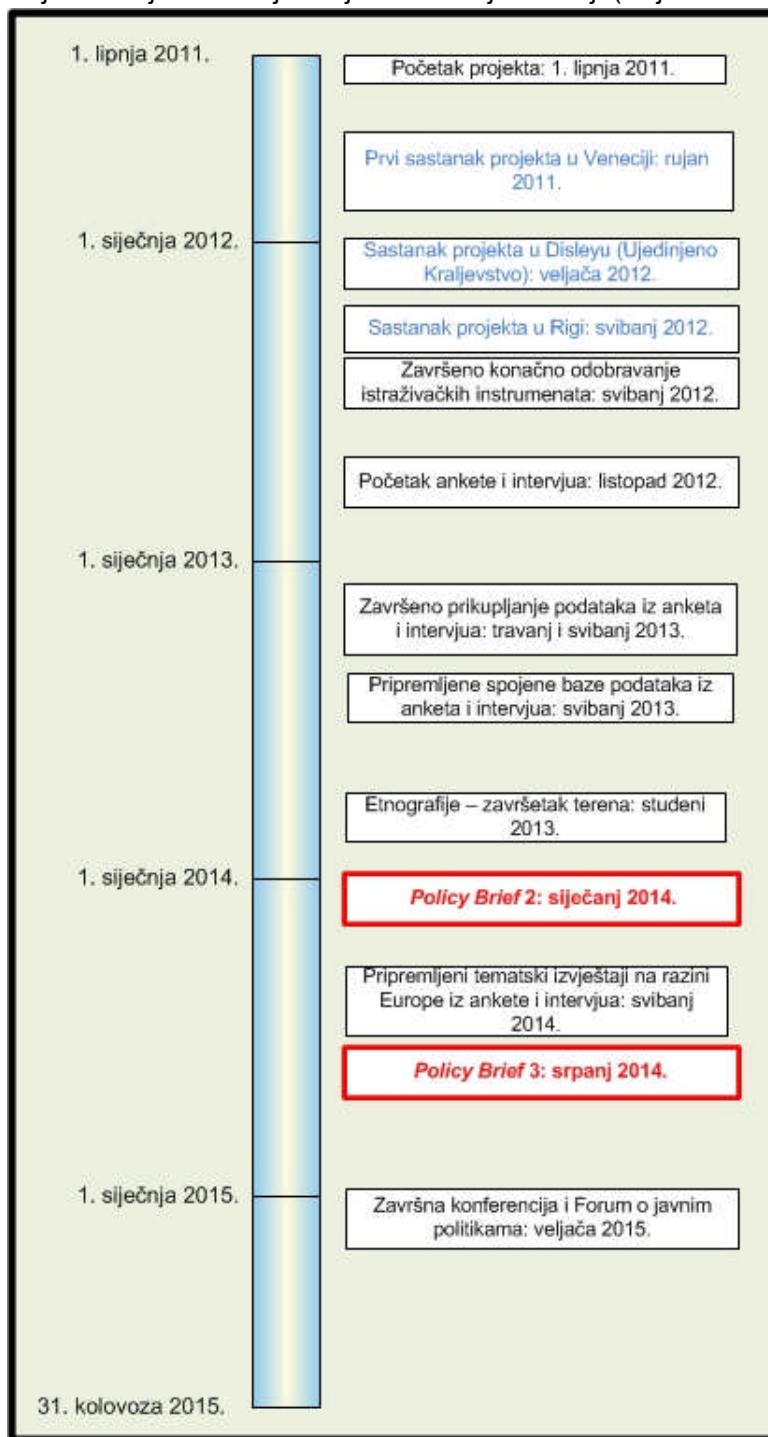 1. lipnja 2011.
Početak projekta: 1. lipnja 2011.
Prvi sastanak projekta u Veneciji: rujan
2011.
1. siječnja 2012.
Sastanak projekta u Disleyu (Ujedinjeno
Kraljevstvo): veljača 2012.
Sastanak projekta u Rigi: svibanj 2012.
Završeno konačno odobravanje
istraživačkih instrumenata: svibanj 2012.
Početak ankete i intervjua: listopad 2012.
1. siječnja 2013.
Završeno prikupljanje podataka iz anketa
i intervjua: travanj i svibanj 2013.
Pripremljene spojene baze podataka iz
anketa i intervjua: svibanj 2013.
Etnografije – završetak terena: studeni
2013.
1. siječnja 2014.
Policy Brief 2: siječanj 2014.
Pripremljeni tematski izvještaji na razini
Europe iz ankete i intervjua: svibanj
2014.
Policy Brief 3: srpanj 2014.
1. siječnja 2015.
Završna konferencija i Forum o javnim
politikama: veljača 2015.
31. kolovoza 2015.